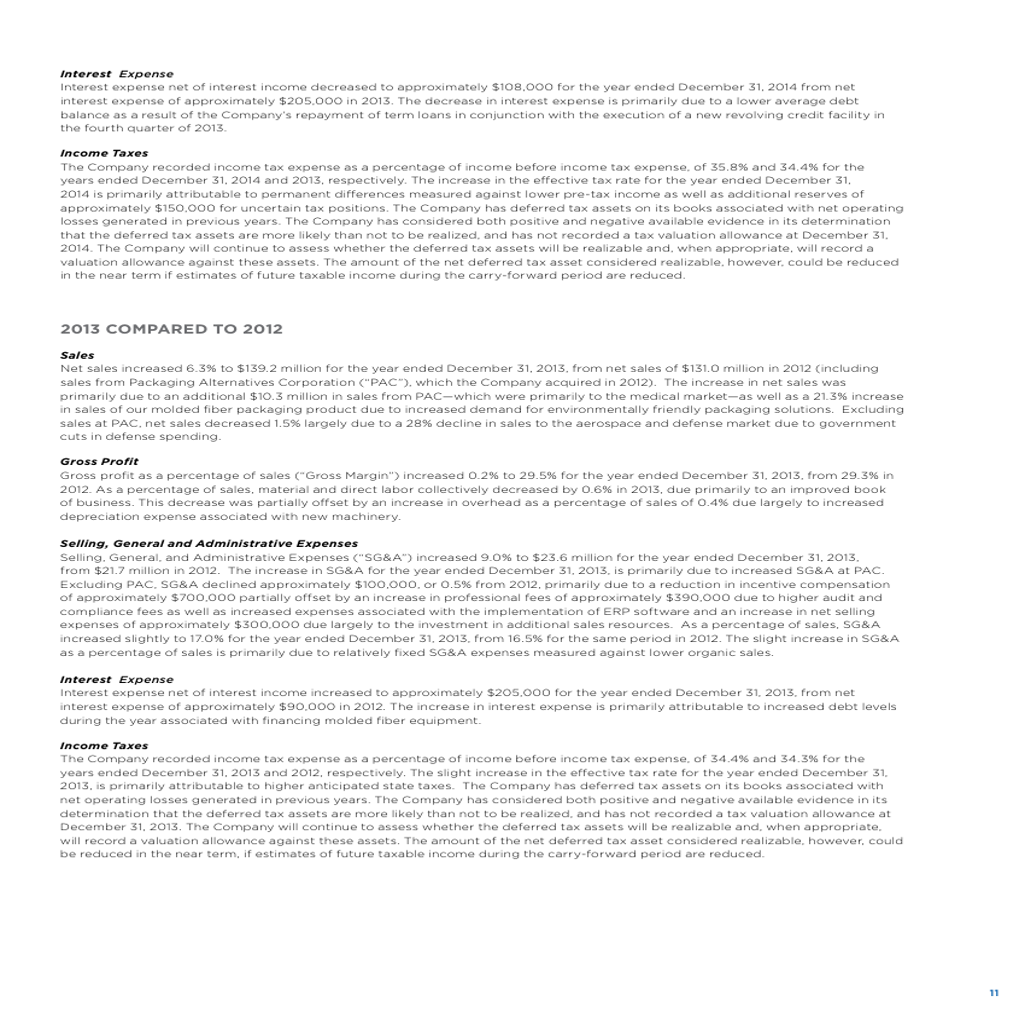 Interest Expense
Interest expense net of interest income decreased to approximately $108,000 for the year ended December 31, 2014 from net
interest expense of approximately $205,000 in 2013. The decrease in interest expense is primarily due to a lower average debt
balance as a result of the Company’s repayment of term loans in conjunction with the execution of a new revolving credit facility in
the fourth quarter of 2013.
Income Taxes
The Company recorded income tax expense as a percentage of income before income tax expense, of 35.8% and 34.4% for the
years ended December 31, 2014 and 2013, respectively. The increase in the effective tax rate for the year ended December 31,
2014 is primarily attributable to permanent differences measured against lower pre-tax income as well as additional reserves of
approximately $150,000 for uncertain tax positions. The Company has deferred tax assets on its books associated with net operating
losses generated in previous years. The Company has considered both positive and negative available evidence in its determination
that the deferred tax assets are more likely than not to be realized, and has not recorded a tax valuation allowance at December 31,
2014. The Company will continue to assess whether the deferred tax assets will be realizable and, when appropriate, will record a
valuation allowance against these assets. The amount of the net deferred tax asset considered realizable, however, could be reduced
in the near term if estimates of future taxable income during the carry-forward period are reduced.
2013 COMPARED TO 2012
Sales
Net sales increased 6.3% to $139.2 million for the year ended December 31, 2013, from net sales of $131.0 million in 2012 (including
sales from Packaging Alternatives Corporation (“PAC”), which the Company acquired in 2012).  The increase in net sales was
primarily due to an additional $10.3 million in sales from PAC—which were primarily to the medical market—as well as a 21.3% increase
in sales of our molded fiber packaging product due to increased demand for environmentally friendly packaging solutions.  Excluding
sales at PAC, net sales decreased 1.5% largely due to a 28% decline in sales to the aerospace and defense market due to government
cuts in defense spending.
Gross Profit
Gross profit as a percentage of sales (“Gross Margin”) increased 0.2% to 29.5% for the year ended December 31, 2013, from 29.3% in
2012. As a percentage of sales, material and direct labor collectively decreased by 0.6% in 2013, due primarily to an improved book
of business. This decrease was partially offset by an increase in overhead as a percentage of sales of 0.4% due largely to increased
depreciation expense associated with new machinery.
Selling, General and Administrative Expenses
Selling, General, and Administrative Expenses (“SG&A”) increased 9.0% to $23.6 million for the year ended December 31, 2013,
from $21.7 million in 2012.  The increase in SG&A for the year ended December 31, 2013, is primarily due to increased SG&A at PAC.
Excluding PAC, SG&A declined approximately $100,000, or 0.5% from 2012, primarily due to a reduction in incentive compensation
of approximately $700,000 partially offset by an increase in professional fees of approximately $390,000 due to higher audit and
compliance fees as well as increased expenses associated with the implementation of ERP software and an increase in net selling
expenses of approximately $300,000 due largely to the investment in additional sales resources.  As a percentage of sales, SG&A
increased slightly to 17.0% for the year ended December 31, 2013, from 16.5% for the same period in 2012. The slight increase in SG&A
as a percentage of sales is primarily due to relatively fixed SG&A expenses measured against lower organic sales.
Interest Expense
Interest expense net of interest income increased to approximately $205,000 for the year ended December 31, 2013, from net
interest expense of approximately $90,000 in 2012. The increase in interest expense is primarily attributable to increased debt levels
during the year associated with financing molded fiber equipment.
Income Taxes
The Company recorded income tax expense as a percentage of income before income tax expense, of 34.4% and 34.3% for the
years ended December 31, 2013 and 2012, respectively. The slight increase in the effective tax rate for the year ended December 31,
2013, is primarily attributable to higher anticipated state taxes.  The Company has deferred tax assets on its books associated with
net operating losses generated in previous years. The Company has considered both positive and negative available evidence in its
determination that the deferred tax assets are more likely than not to be realized, and has not recorded a tax valuation allowance at
December 31, 2013. The Company will continue to assess whether the deferred tax assets will be realizable and, when appropriate,
will record a valuation allowance against these assets. The amount of the net deferred tax asset considered realizable, however, could
be reduced in the near term, if estimates of future taxable income during the carry-forward period are reduced.
11